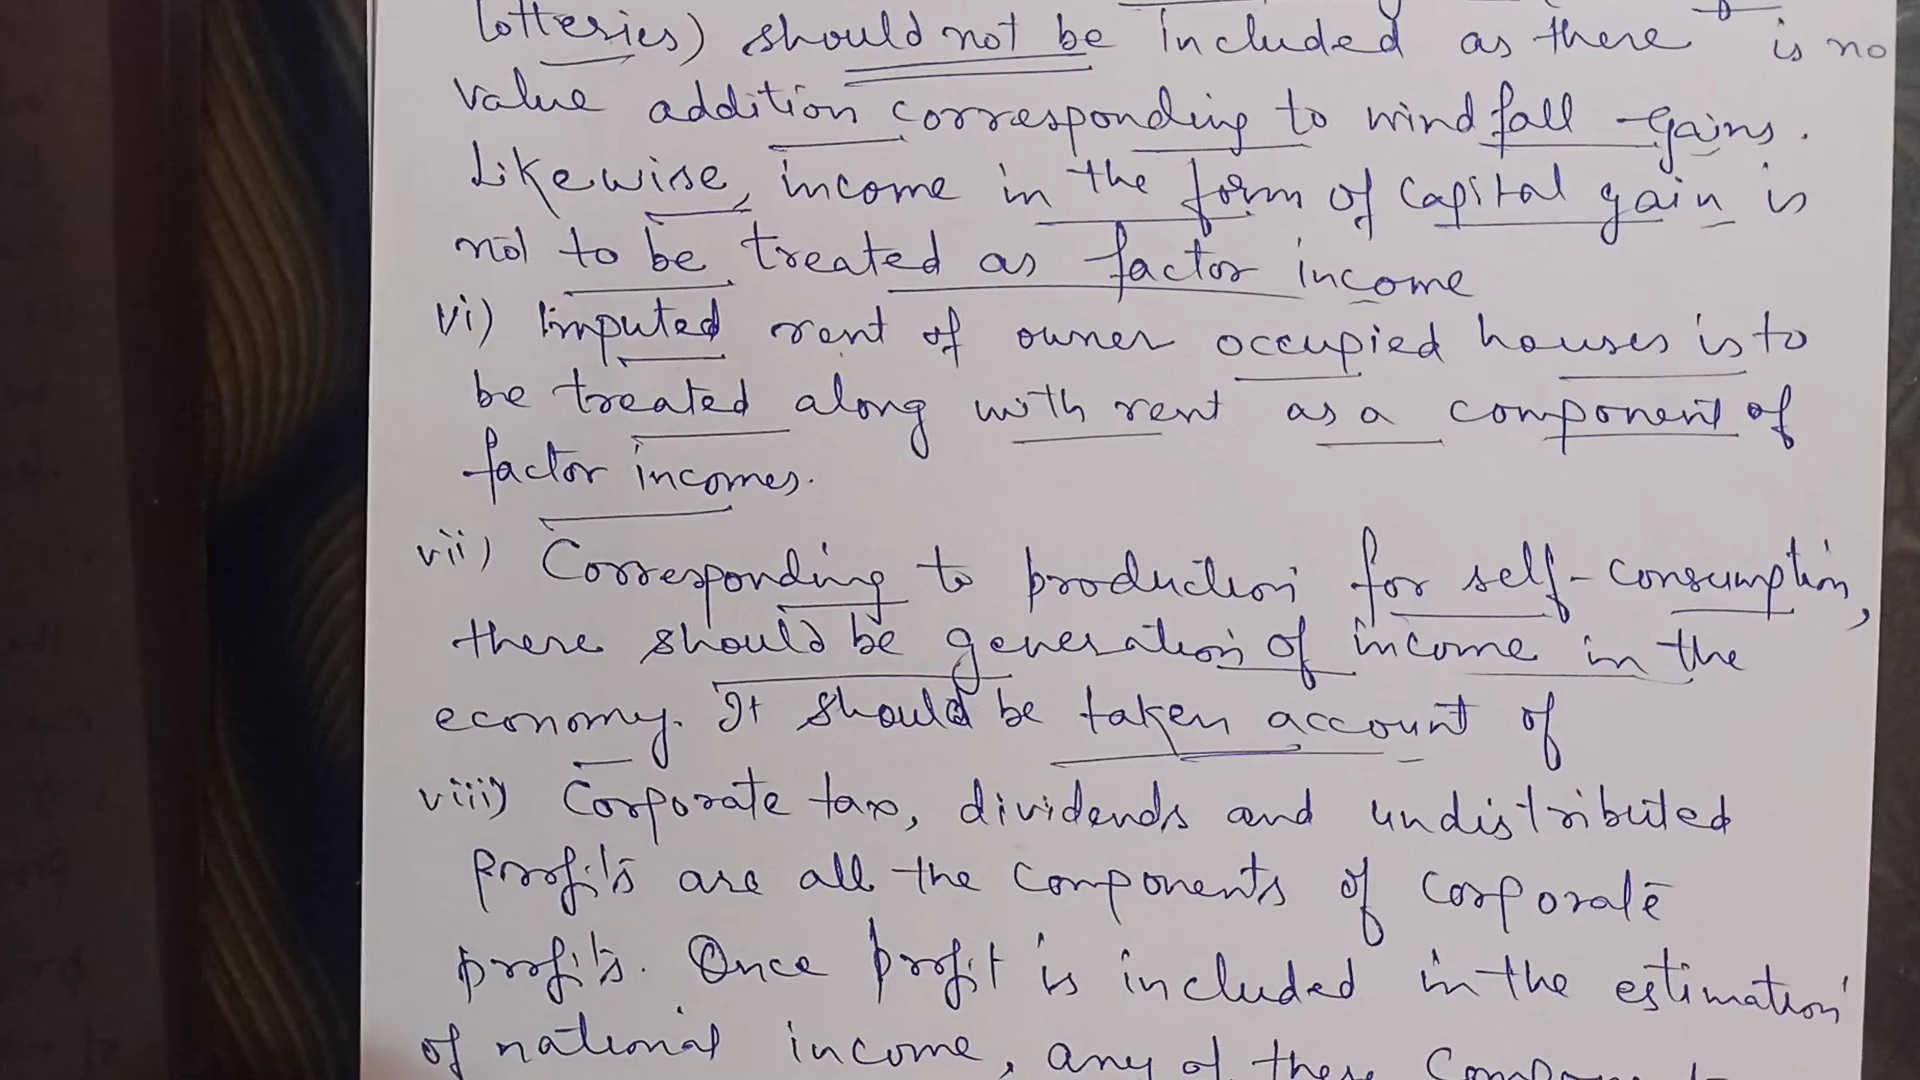 lotteries) should not be included as there is no
value addition corresponding to windfall gains.
Likewise, income in the form of capital gain is
not to be treated as factor income
vi) Imputed rent of owner occupied houses is to
be treated along with rent as a component of
factor incomes.
vii) Corresponding to production for self-consumption,
there should be generation of income in the
economy. It should be taken account of
viii) Corporate tax, dividends and undistributed
profits are all the components of corporate
profits. Once profit is included in the estimation
of national income, any of these